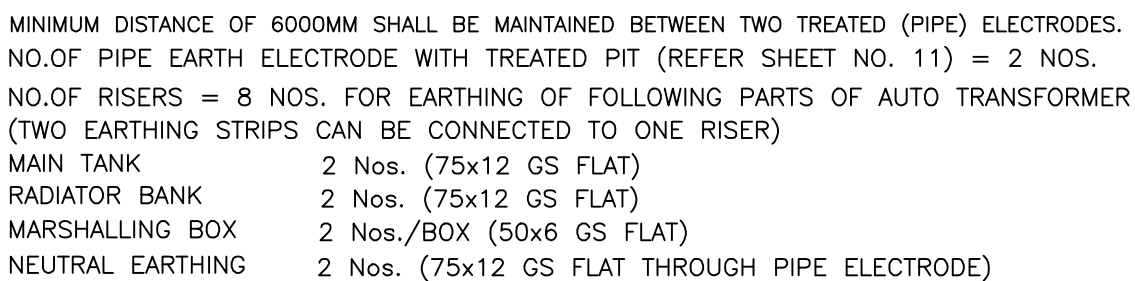 MINIMUM DISTANCE OF 6000MM SHALL BE MAINTAINED BETWEEN TWO TREATED (PIPE) ELECTRODES.
NO.OF PIPE EARTH ELECTRODE WITH TREATED PIT (REFER SHEET NO. 11) = 2 NOS.
NO.OF RISERS = 8 NOS. FOR EARTHING OF FOLLOWING PARTS OF AUTO TRANSFORMER
(TWO EARTHING STRIPS CAN BE CONNECTED TO ONE RISER)
MAIN TANK 2 Nos. (75x12 GS FLAT)
RADIATOR BANK 2 Nos. (75x12 GS FLAT)
MARSHALLING BOX 2 Nos./BOX (50x6 GS FLAT)
NEUTRAL EARTHING 2 Nos. (75x12 GS FLAT THROUGH PIPE ELECTRODE)